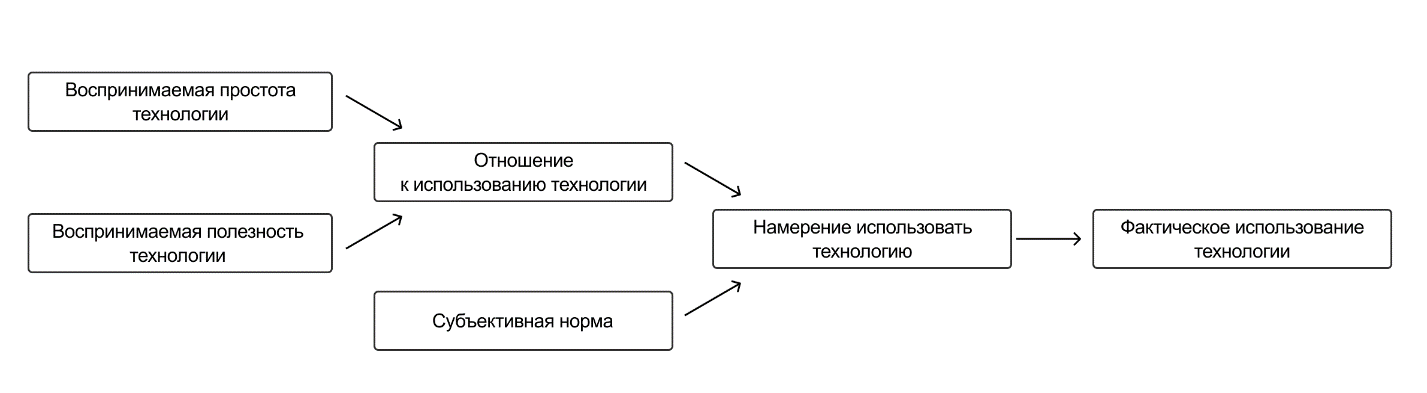 Воспринимаемая простота
технологии
Отношение
к использованию технологии
Воспринимаемая полезность
технологии
Намерение использовать
технологию
Фактическое использование
технологии
Субъективная норма